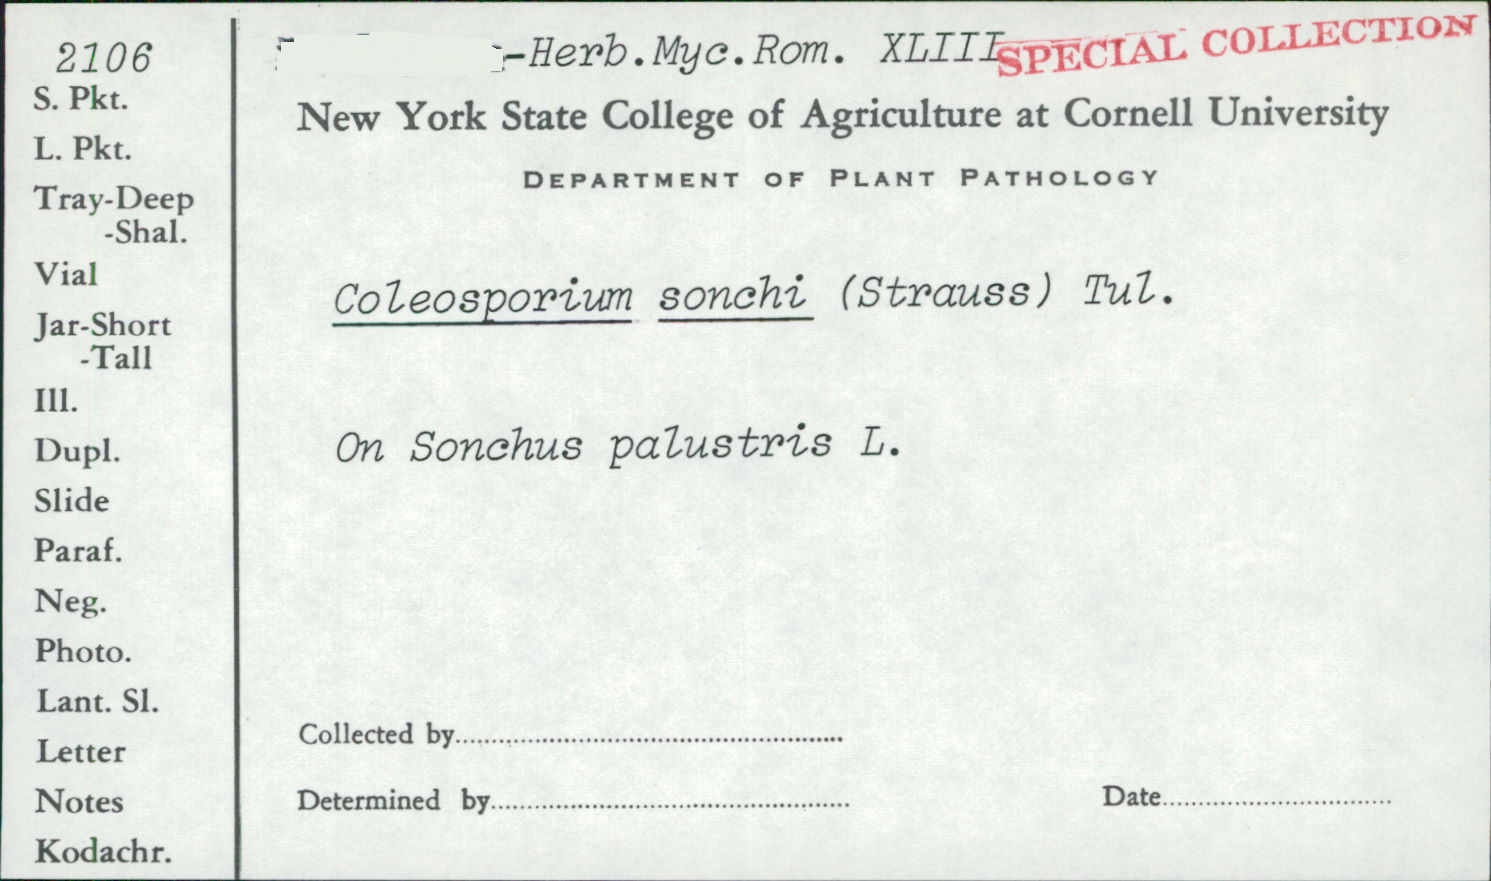 2106
-Herb.Myc.Rom. XLIII
SPECIAL COLLECTION
New York State College of Agriculture at Cornell University
DEPARTMENT OF PLANT PATHOLOGY
S. Pkt.
L. Pkt.
Tray-Deep
-Shal.
Vial
Jar-Short
-Tall
Ill.
Dupl.
Slide
Paraf.
Neg.
Photo.
Lant. Sl.
Letter
Notes
Kodachr.
Coleosporium sonchi (Strauss) Tul.
On Sonchus palustris L.
Collected by
Determined by
Date